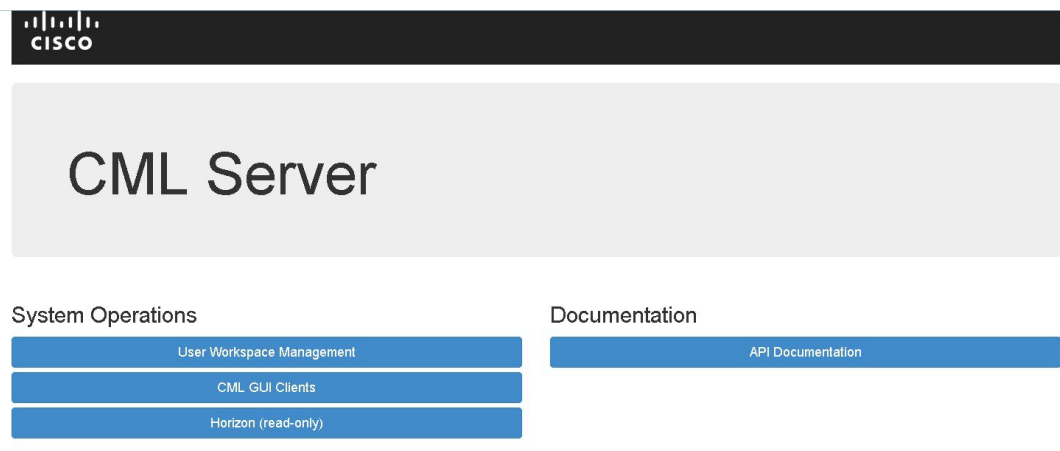 CISCO
CML Server
System Operations
User Workspace Management
CML GUI Clients
Horizon (read-only)
Documentation
API Documentation